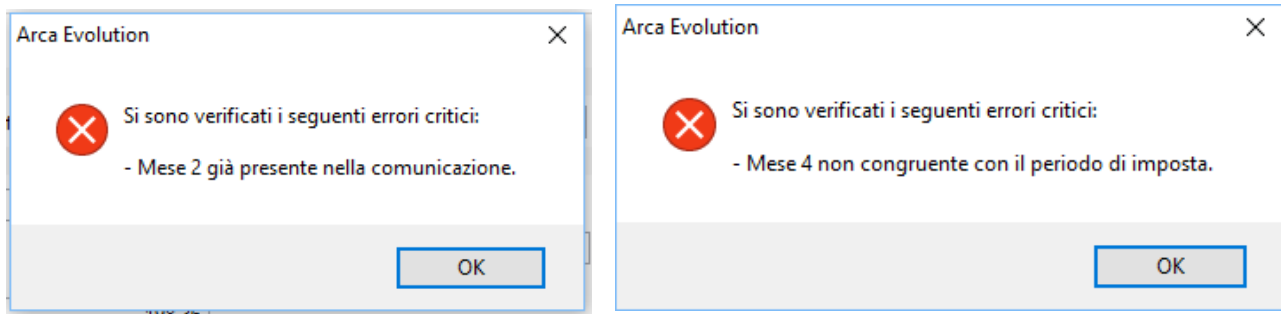 Arca Evolution
Si sono verificati i seguenti errori critici:
- Mese 2 già presente nella comunicazione.
OK
Arca Evolution
Si sono verificati i seguenti errori critici:
- Mese 4 non congruente con il periodo di imposta.
OK